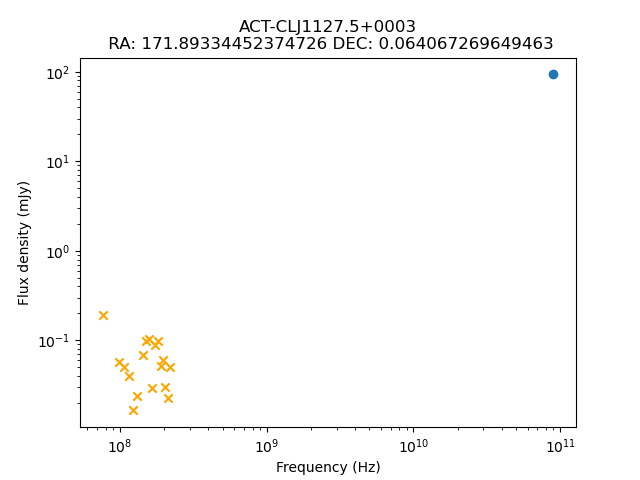 ACT-CLJ1127.5+0003
RA: 171.89334452374726 DEC: 0.064067269649463
Flux density (mJy)
10²
10¹
10⁰
10⁻¹
10⁸
10⁹
10¹⁰
10¹¹
Frequency (Hz)